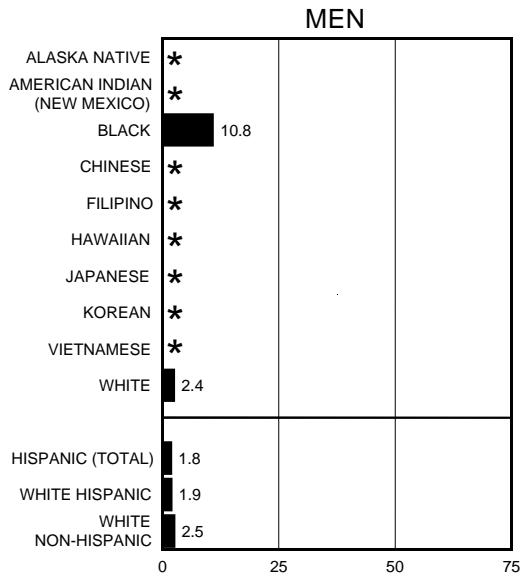 MEN
ALASKA NATIVE *
AMERICAN INDIAN
(NEW MEXICO) *
BLACK 10.8
CHINESE *
FILIPINO *
HAWAIIAN *
JAPANESE *
KOREAN *
VIETNAMESE *
WHITE 2.4
HISPANIC (TOTAL) 1.8
WHITE HISPANIC 1.9
WHITE
NON-HISPANIC 2.5
0 25 50 75